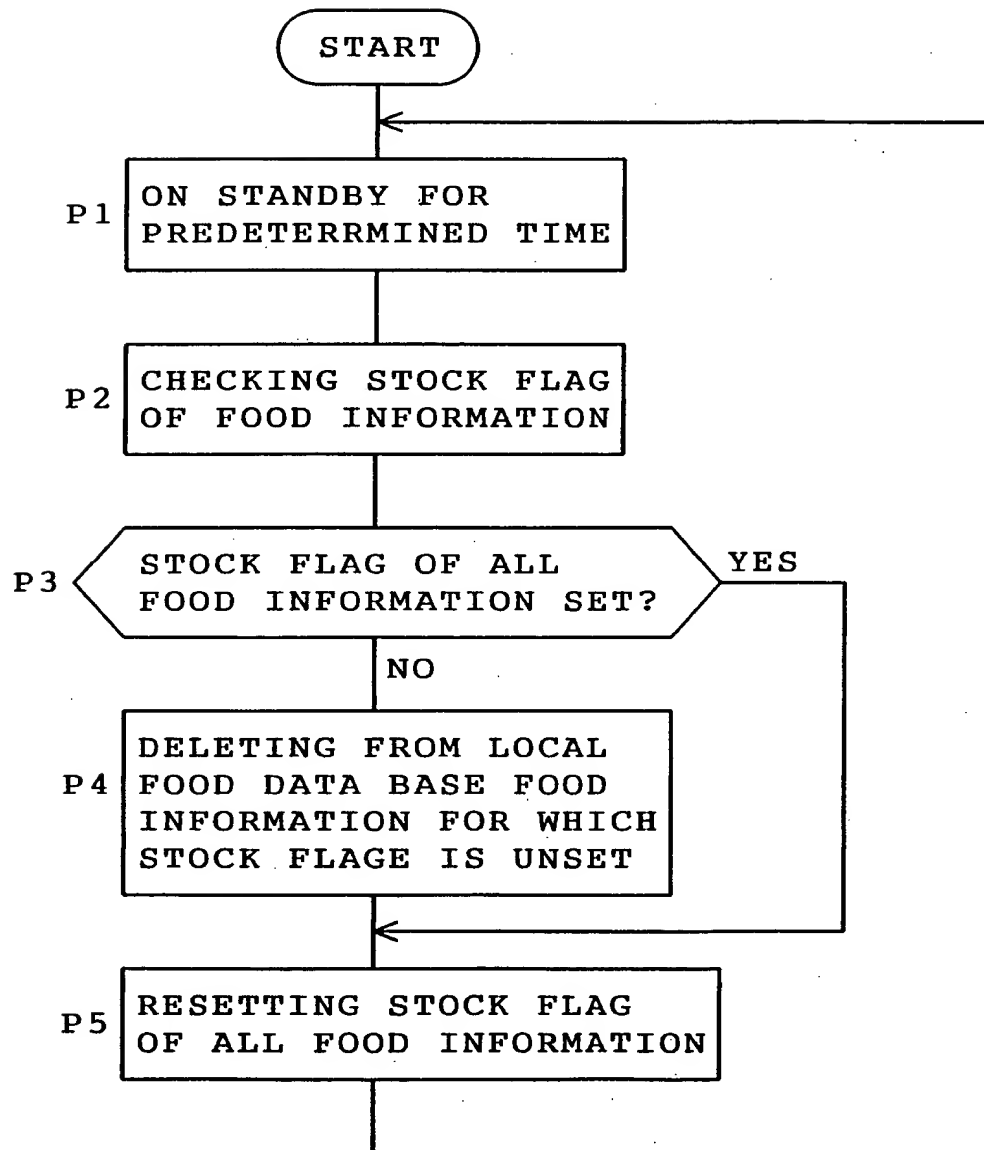 START
P1
ON STANDBY FOR
PREDETERRMINED TIME
P2
CHECKING STOCK FLAG
OF FOOD INFORMATION
P3
STOCK FLAG OF ALL
FOOD INFORMATION SET?
YES
NO
P4
DELETING FROM LOCAL
FOOD DATA BASE FOOD
INFORMATION FOR WHICH
STOCK FLAGE IS UNSET
P5
RESETTING STOCK FLAG
OF ALL FOOD INFORMATION